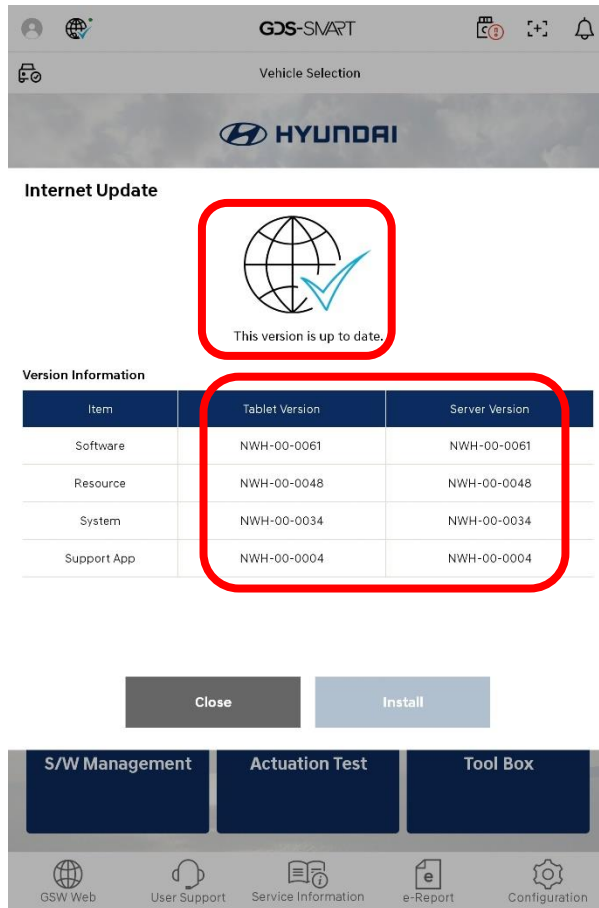 GDS-SMART
Vehicle Selection
HYUNDAI
Internet Update
This version is up to date.
Version Information
Item Tablet Version Server Version
Software NWH-00-0061 NWH-00-0061
Resource NWH-00-0048 NWH-00-0048
System NWH-00-0034 NWH-00-0034
Support App NWH-00-0004 NWH-00-0004
Close Install
S/W Management Actuation Test Tool Box
GSW Web User Support Service Information e-Report Configuration